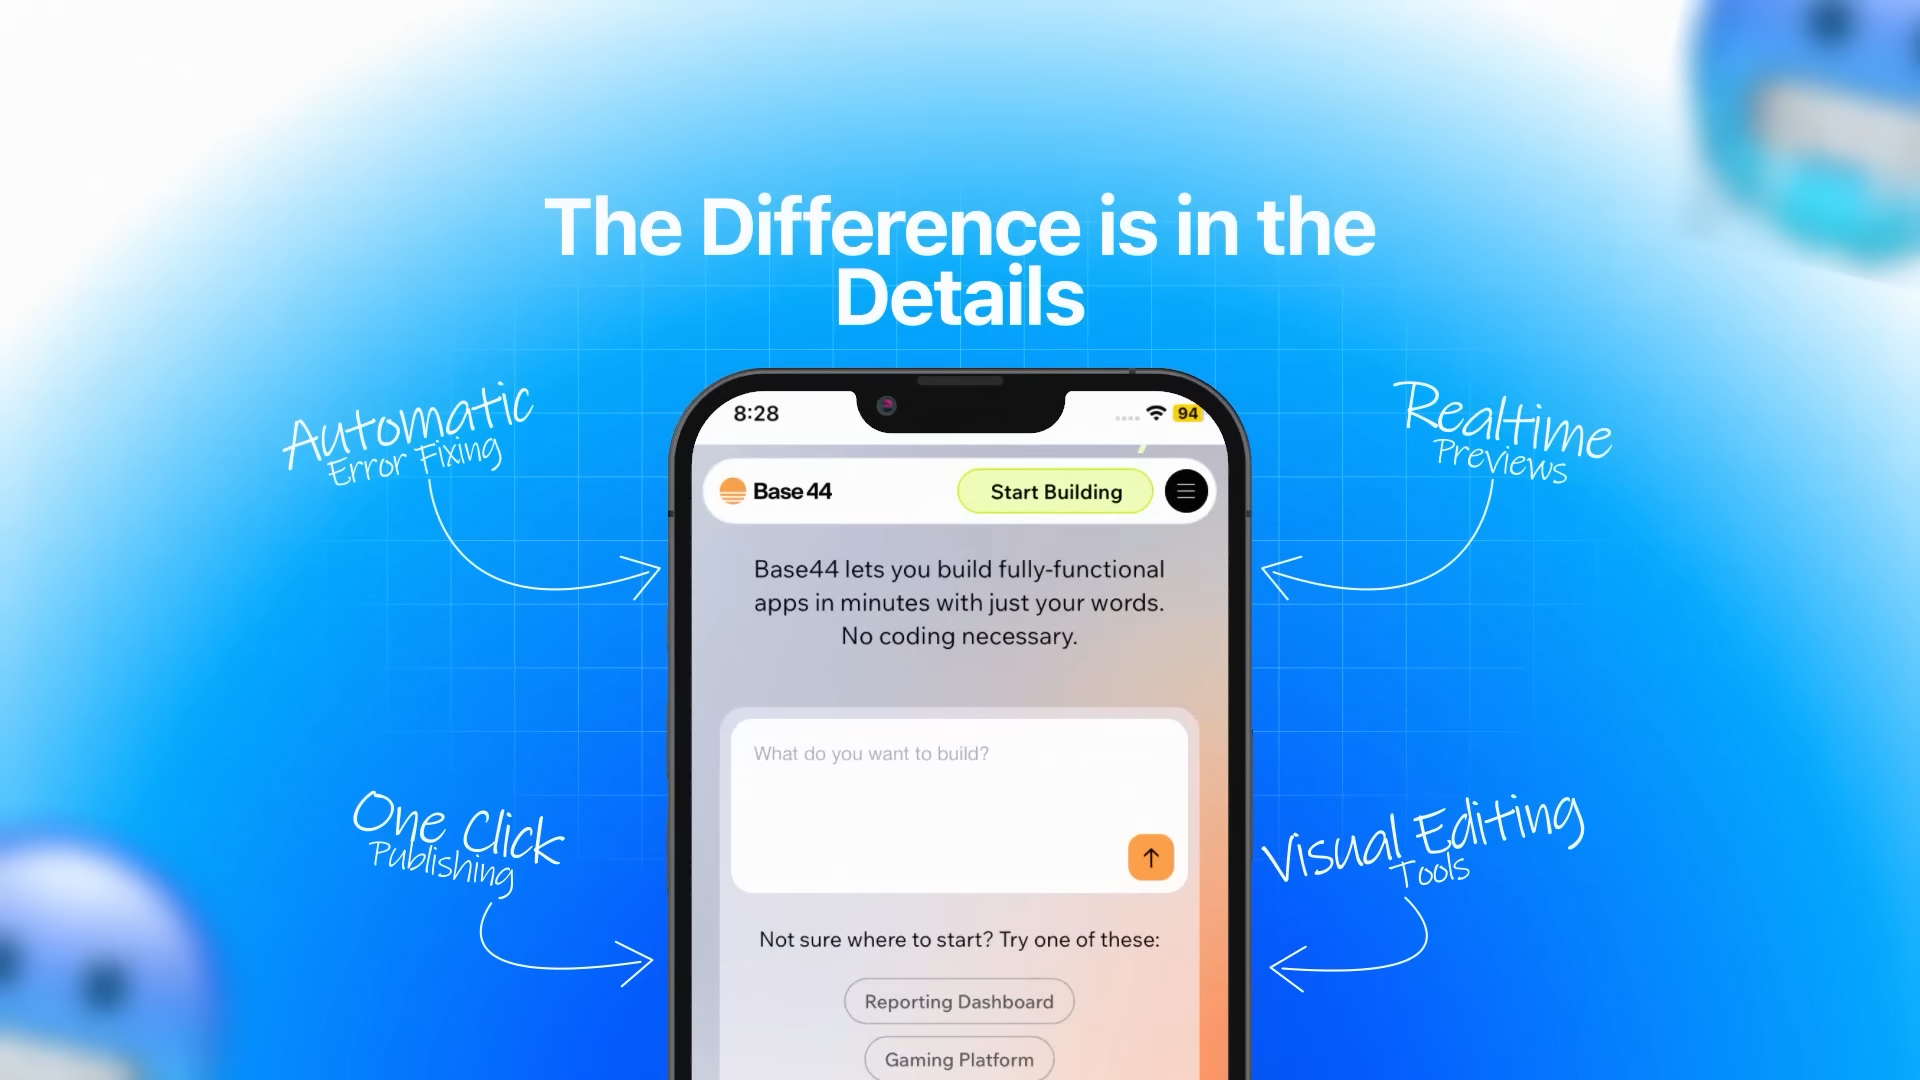 The Difference is in the
Details
Automatic
Error Fixing
Realtime
Previews
8:28
94
Base 44
Start Building
Base44 lets you build fully-functional
apps in minutes with just your words.
No coding necessary.
What do you want to build?
One Click
Publishing
Visual Editing
Tools
Not sure where to start? Try one of these:
Reporting Dashboard
Gaming Platform